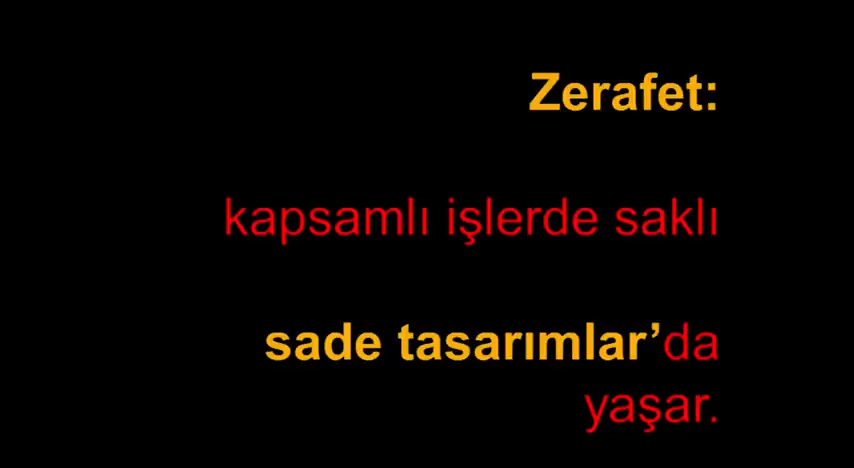 Zerafet:
kapsamlı işlerde saklı
sade tasarımlar’da
yaşar.